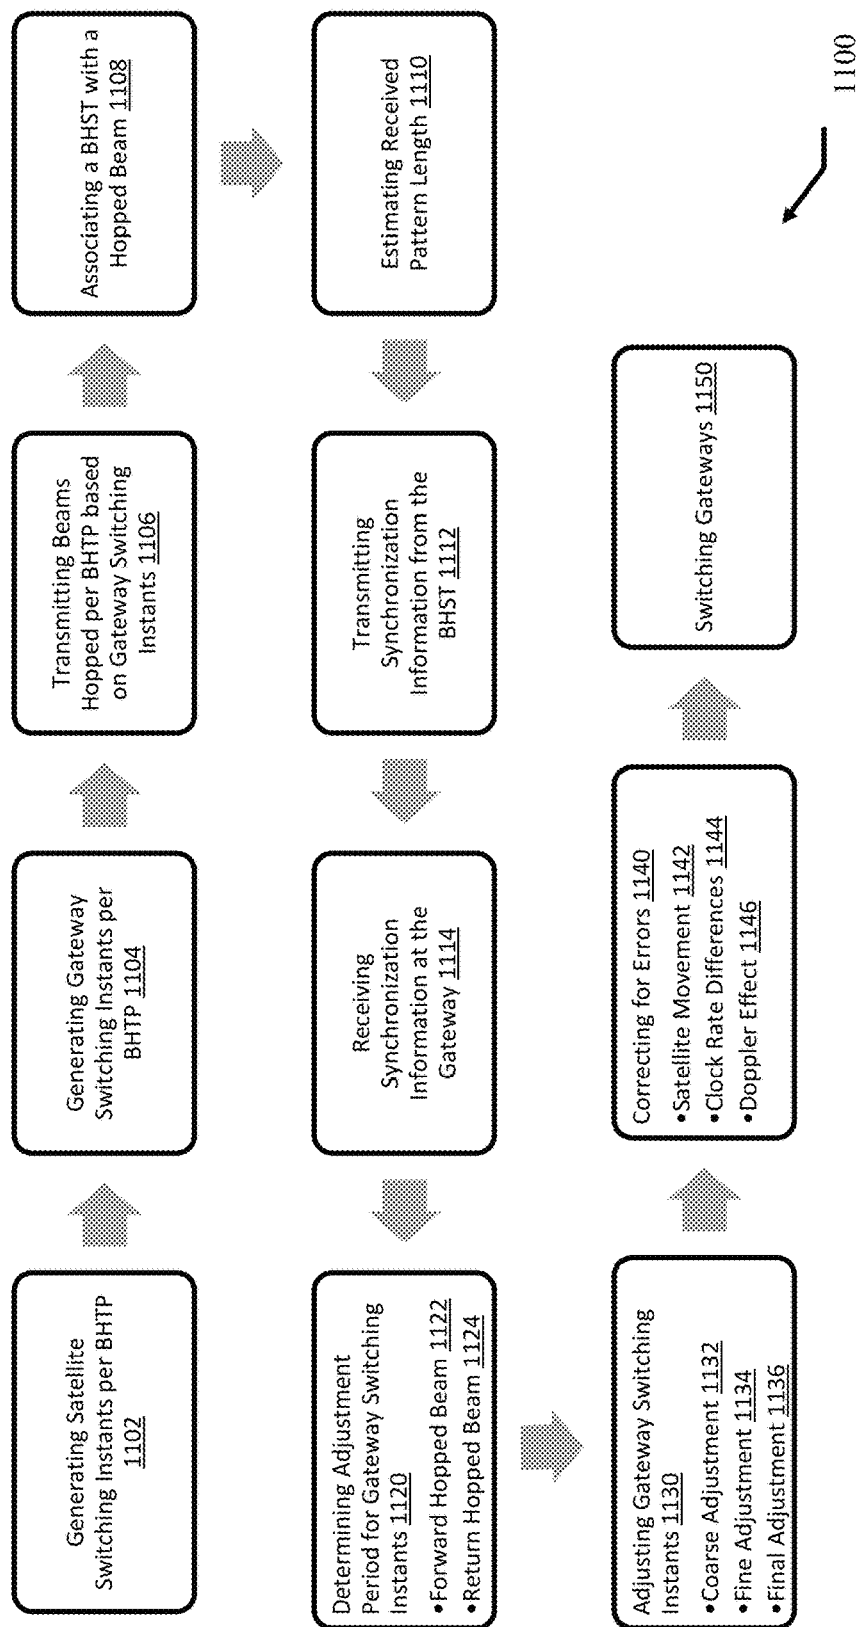 Generating Satellite
Switching Instants per BHTP
1102
Generating Gateway
Switching Instants per
BHTP 1104
Transmitting Beams
Hopped per BHTP based
on Gateway Switching
Instants 1106
Associating a BHST with a
Hopped Beam 1108
Estimating Received
Pattern Length 1110
Transmitting
Synchronization
Information from the
BHST 1112
Receiving
Synchronization
Information at the
Gateway 1114
Determining Adjustment
Period for Gateway Switching
Instants 1120
•Forward Hopped Beam 1122
•Return Hopped Beam 1124
Adjusting Gateway Switching
Instants 1130
•Coarse Adjustment 1132
•Fine Adjustment 1134
•Final Adjustment 1136
Correcting for Errors 1140
•Satellite Movement 1142
•Clock Rate Differences 1144
•Doppler Effect 1146
Switching Gateways 1150
1100